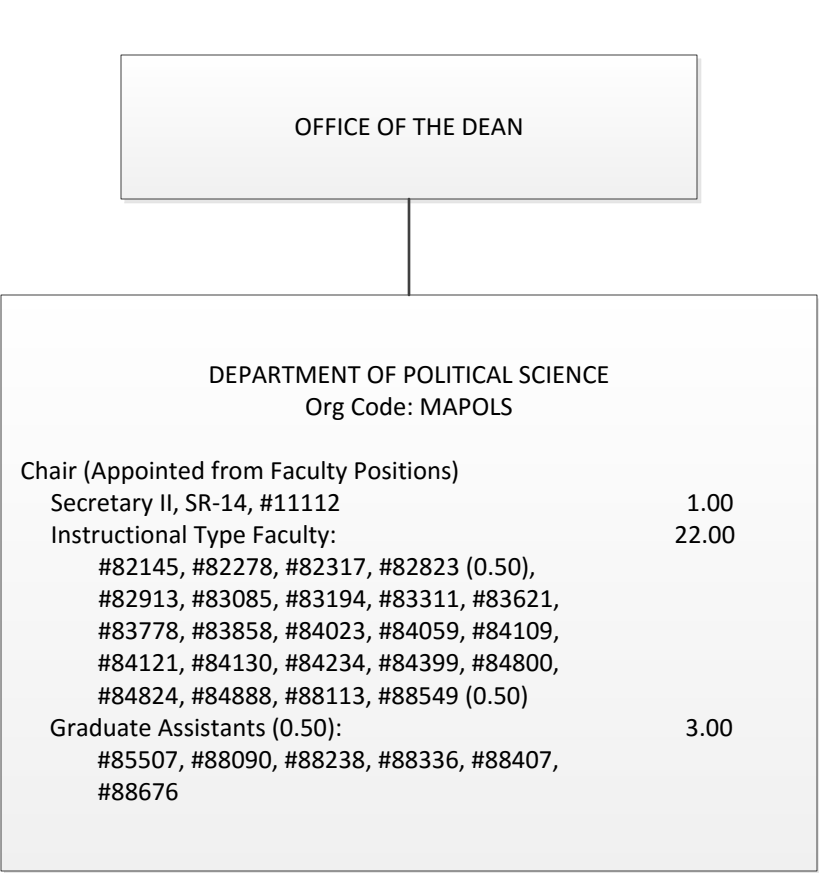 OFFICE OF THE DEAN
DEPARTMENT OF POLITICAL SCIENCE
Org Code: MAPOLS
Chair (Appointed from Faculty Positions)
Secretary II, SR-14, #11112 1.00
Instructional Type Faculty: 22.00
#82145, #82278, #82317, #82823 (0.50),
#82913, #83085, #83194, #83311, #83621,
#83778, #83858, #84023, #84059, #84109,
#84121, #84130, #84234, #84399, #84800,
#84824, #84888, #88113, #88549 (0.50)
Graduate Assistants (0.50): 3.00
#85507, #88090, #88238, #88336, #88407,
#88676